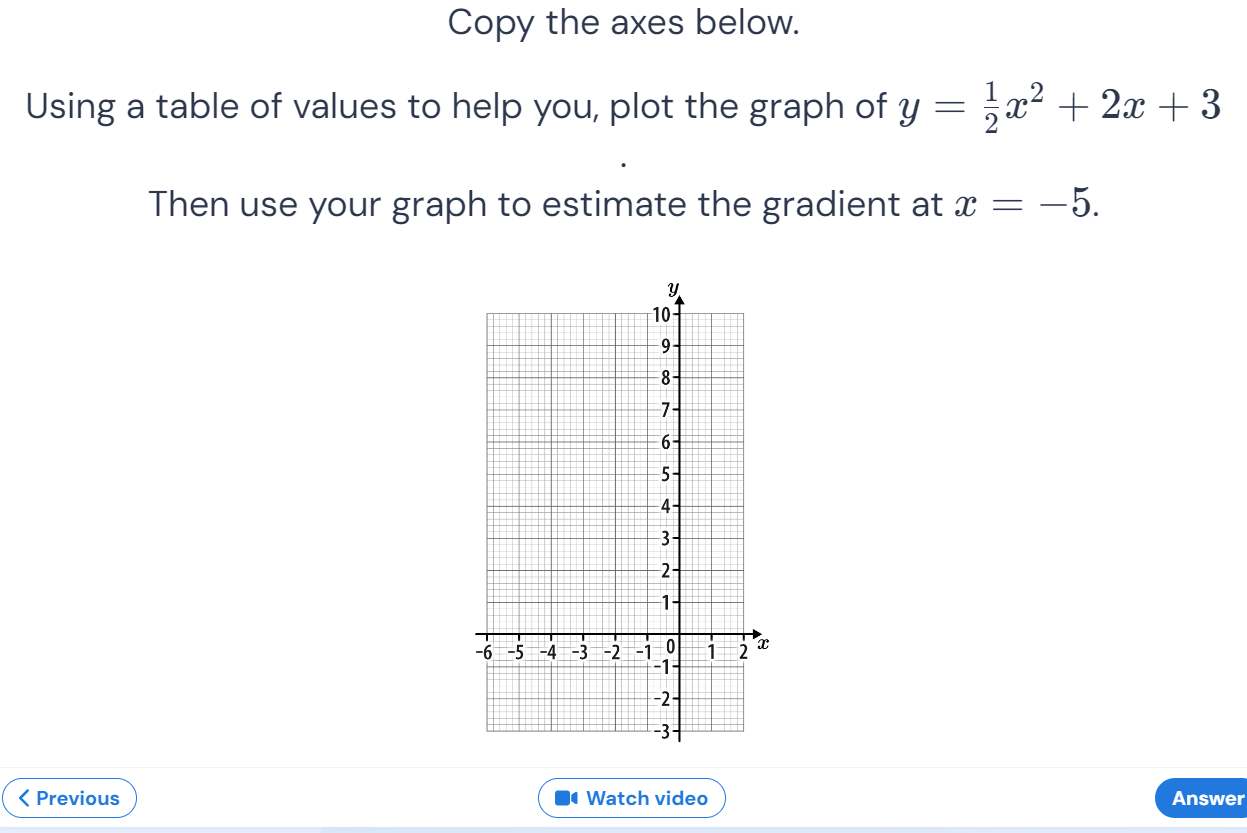 Copy the axes below.
Using a table of values to help you, plot the graph of y = 1/2 x² + 2x + 3
.
Then use your graph to estimate the gradient at x = −5.
y
10
9
8
7
6
5
4
3
2
1
-6 -5 -4 -3 -2 -1 0 1 2 x
-1
-2
-3
Previous Watch video Answer